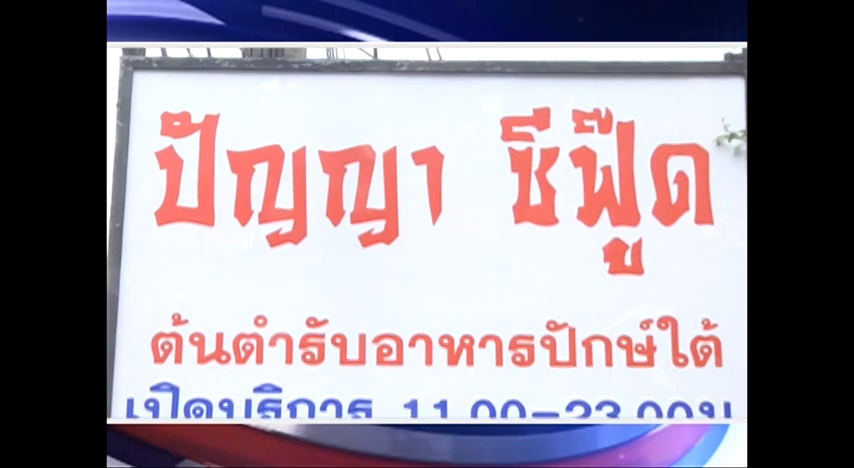 ปัญญา ซีฟู๊ด
ต้นตำรับอาหารปักษ์ใต้
เปิดบริการ 11.00-23.00น